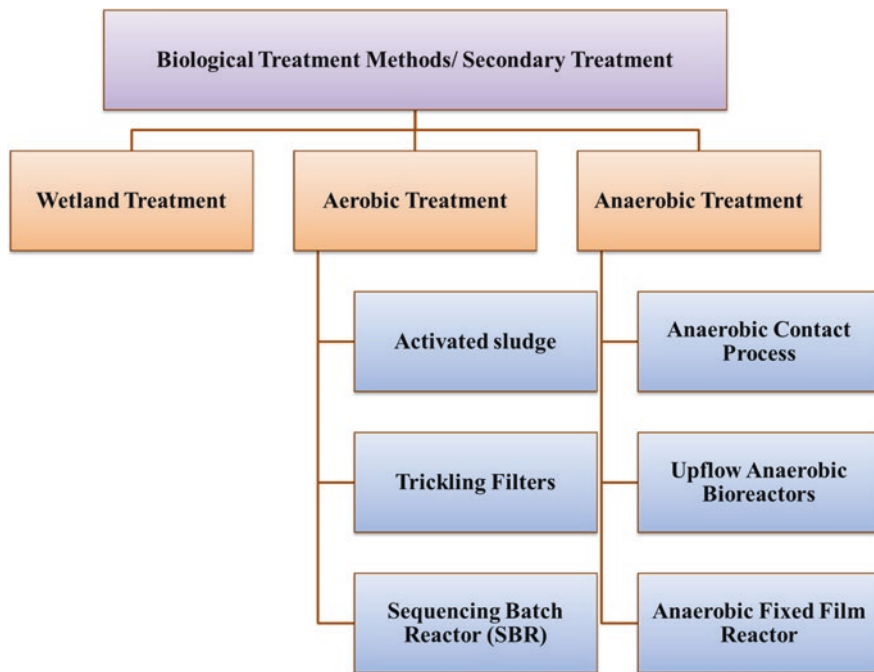 Biological Treatment Methods/ Secondary Treatment
Wetland Treatment
Aerobic Treatment
Anaerobic Treatment
Activated sludge
Trickling Filters
Sequencing Batch
Reactor (SBR)
Anaerobic Contact
Process
Upflow Anaerobic
Bioreactors
Anaerobic Fixed Film
Reactor